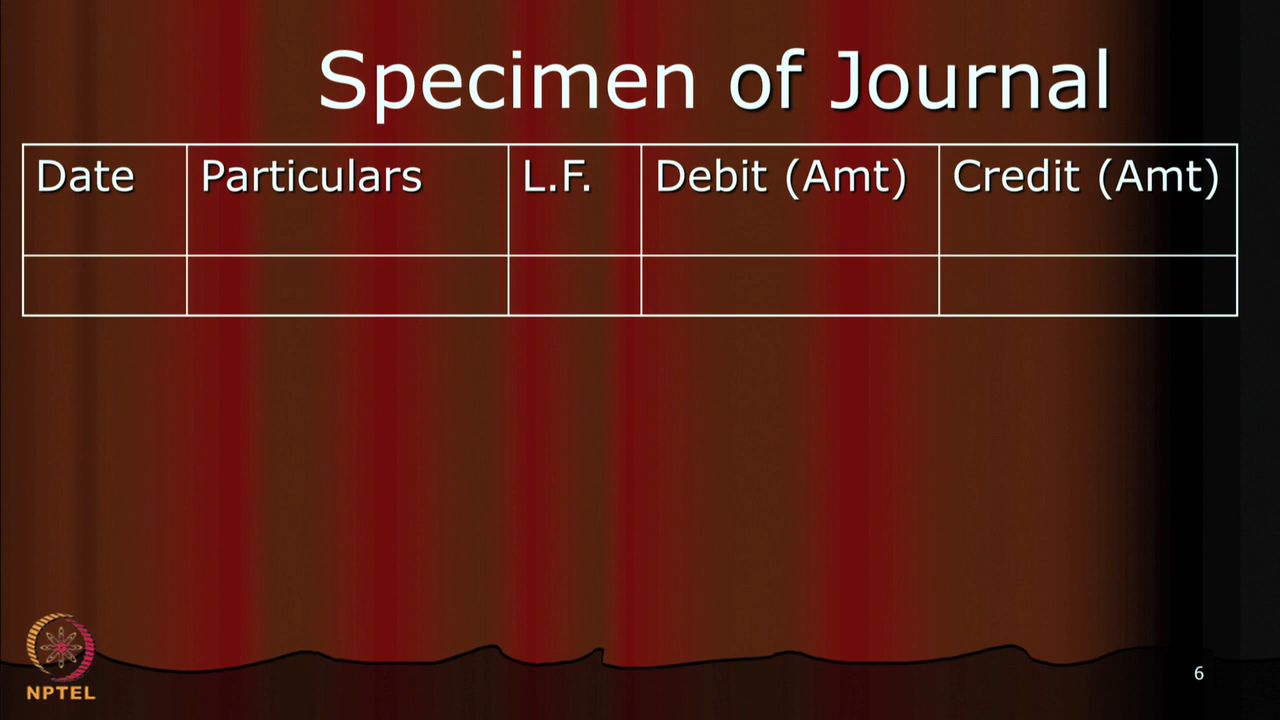 Specimen of Journal
Date Particulars L.F. Debit (Amt) Credit (Amt)
NPTEL
6